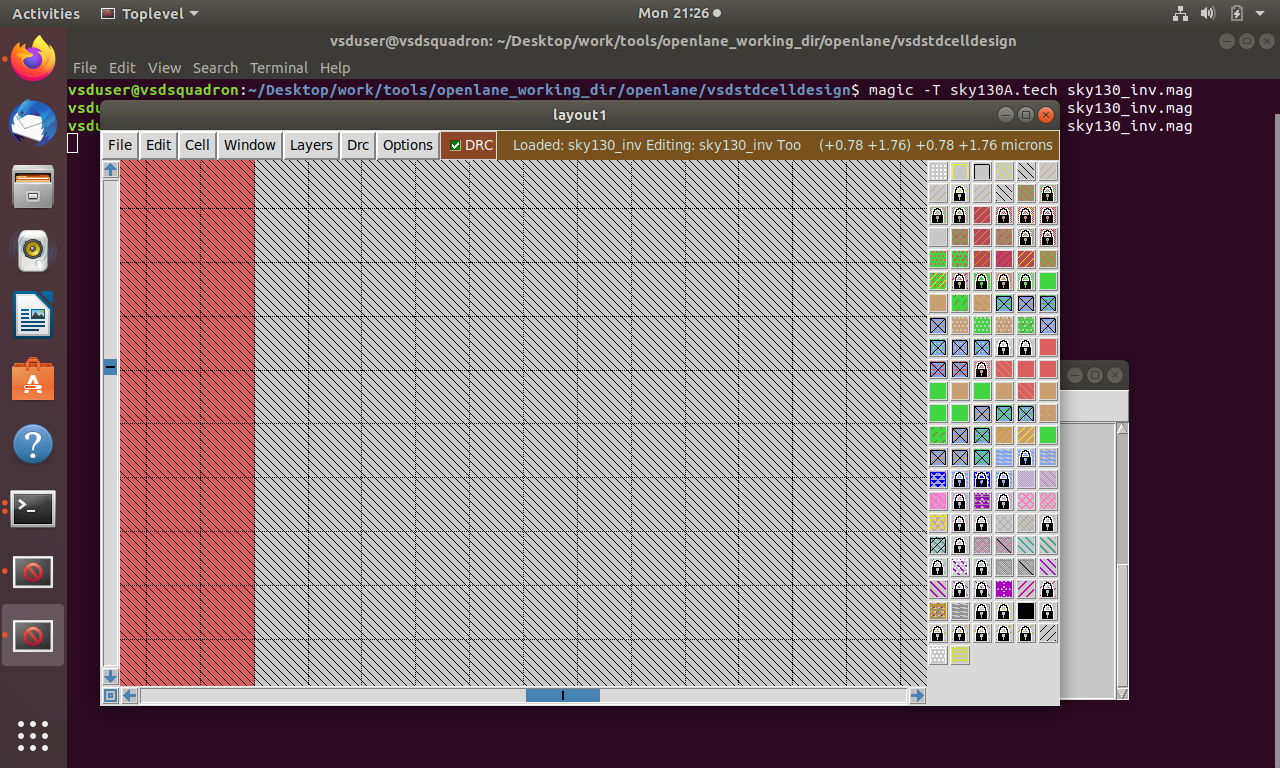 Activities
Toplevel
Mon 21:26
vsduser@vsdsquadron: ~/Desktop/work/tools/openlane_working_dir/openlane/vsdstdcelldesign
File Edit View Search Terminal Help
vsduser@vsdsquadron:~/Desktop/work/tools/openlane_working_dir/openlane/vsdstdcelldesign$ magic -T sky130A.tech sky130_inv.mag
vsdu sky130_inv.mag
vsdu sky130_inv.mag
layout1
File Edit Cell Window Layers Drc Options DRC Loaded: sky130_inv Editing: sky130_inv Too (+0.78 +1.76) +0.78 +1.76 microns